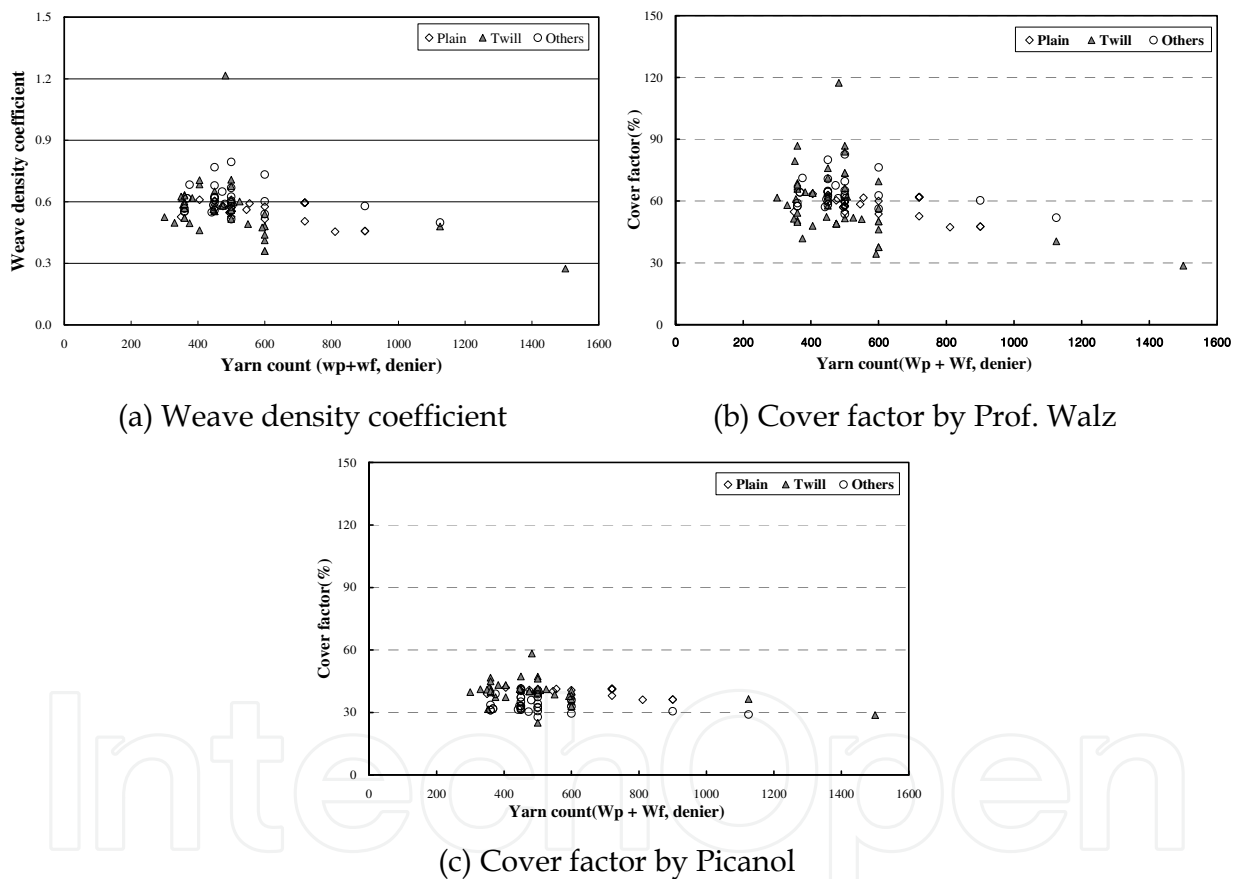 1.5
1.2
0.9
0.6
0.3
0.0
Weave density coefficient
Plain Twill Others
0 200 400 600 800 1000 1200 1400 1600
Yarn count (wp+wf, denier)
(a) Weave density coefficient
150
120
90
60
30
0
Cover factor(%)
Plain Twill Others
0 200 400 600 800 1000 1200 1400 1600
Yarn count(Wp + Wf, denier)
(b) Cover factor by Prof. Walz
150
120
90
60
30
0
Cover factor(%)
Plain Twill Others
0 200 400 600 800 1000 1200 1400 1600
Yarn count(Wp + Wf, denier)
IntechOpen
(c) Cover factor by Picanol